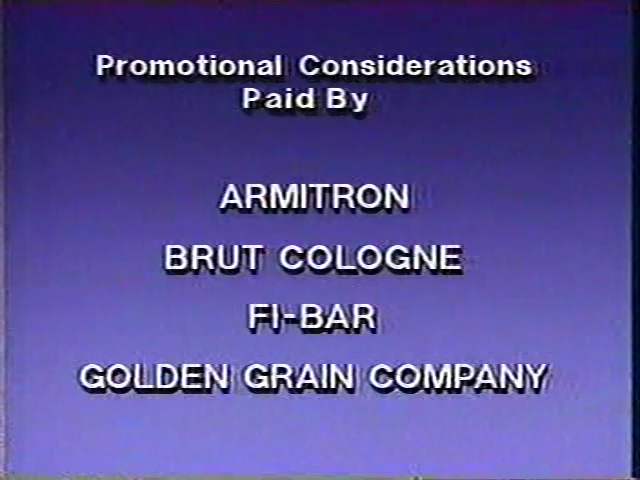 Promotional Considerations
Paid By
ARMITRON
BRUT COLOGNE
FI-BAR
GOLDEN GRAIN COMPANY